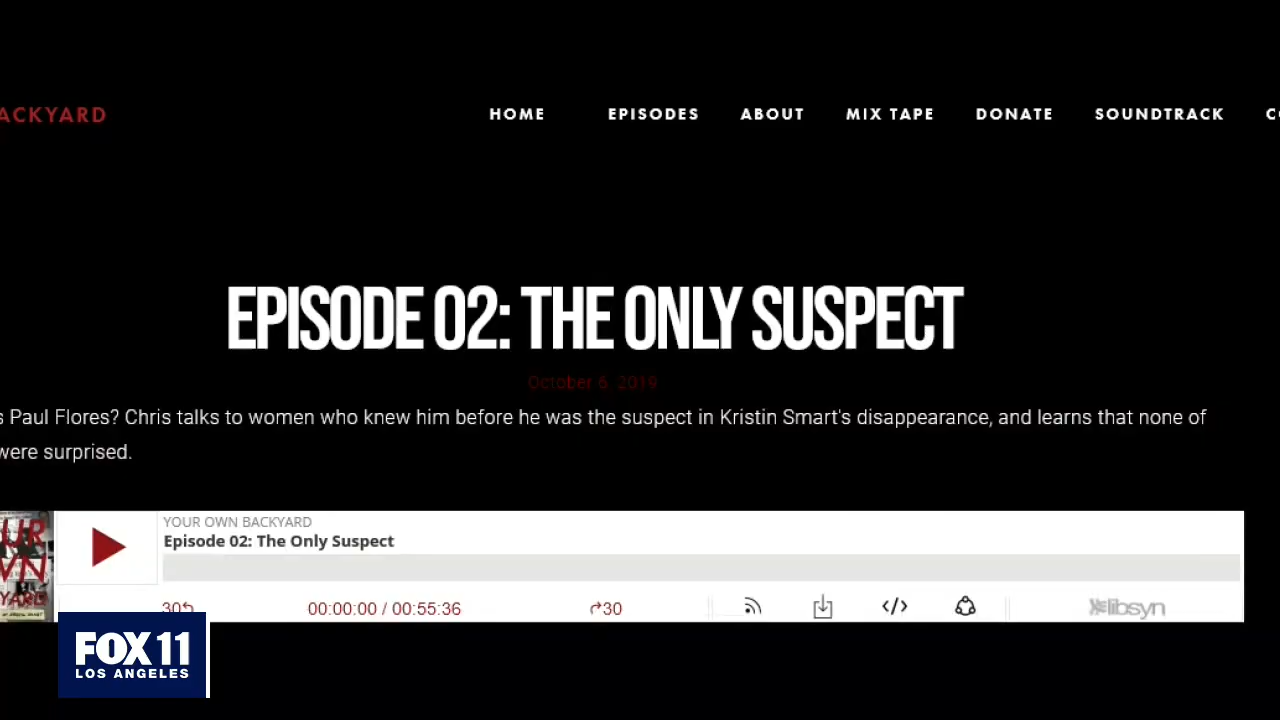 ACKYARD HOME EPISODES ABOUT MIX TAPE DONATE SOUNDTRACK
EPISODE 02: THE ONLY SUSPECT
October 6, 2019
s Paul Flores? Chris talks to women who knew him before he was the suspect in Kristin Smart's disappearance, and learns that none of
were surprised.
YOUR OWN BACKYARD
Episode 02: The Only Suspect
30 00:00:00 / 00:55:36 30
libsyn
FOX 11
LOS ANGELES